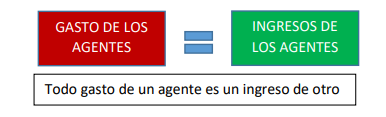 GASTO DE LOS
AGENTES
INGRESOS DE
LOS AGENTES
Todo gasto de un agente es un ingreso de otro